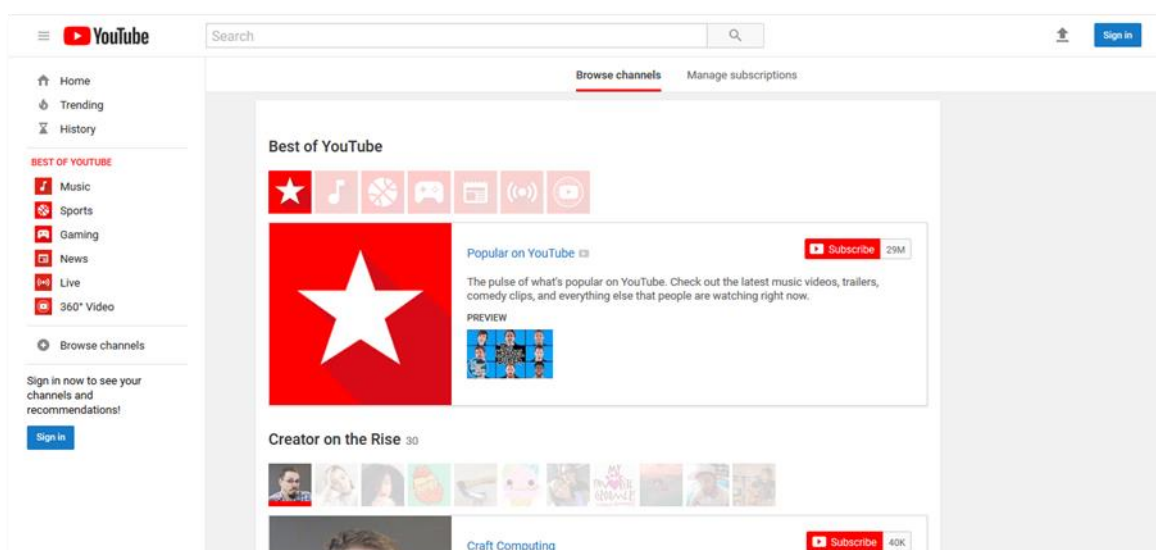 YouTube
Search
Sign in
Home
Trending
History
BEST OF YOUTUBE
Music
Sports
Gaming
News
Live
360° Video
Browse channels
Sign in now to see your
channels and
recommendations!
Sign in
Browse channels Manage subscriptions
Best of YouTube
Popular on YouTube
Subscribe 29M
The pulse of what's popular on YouTube. Check out the latest music videos, trailers,
comedy clips, and everything else that people are watching right now.
PREVIEW
Creator on the Rise 30
MY
FAVORITE
Craft Computing
Subscribe 40K